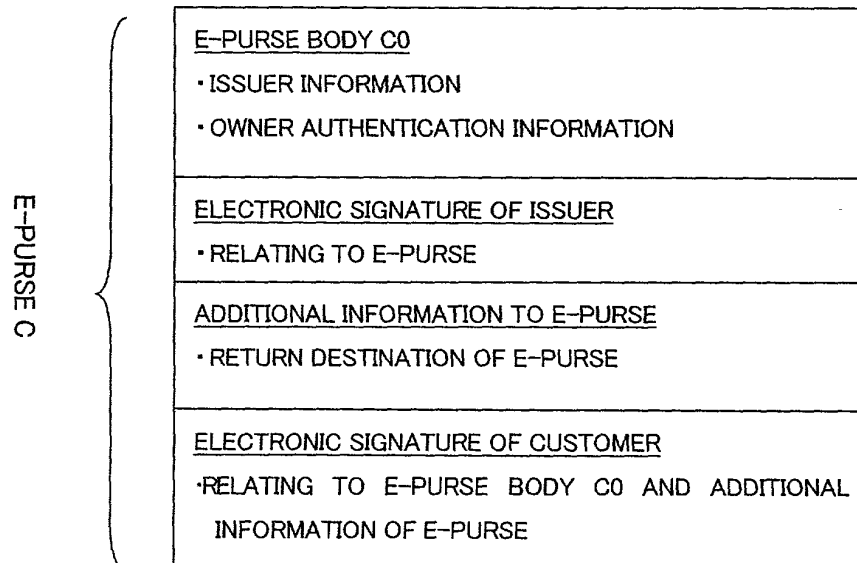 E-PURSE C
E-PURSE BODY C0
・ISSUER INFORMATION
・OWNER AUTHENTICATION INFORMATION
ELECTRONIC SIGNATURE OF ISSUER
・RELATING TO E-PURSE
ADDITIONAL INFORMATION TO E-PURSE
・RETURN DESTINATION OF E-PURSE
ELECTRONIC SIGNATURE OF CUSTOMER
・RELATING TO E-PURSE BODY C0 AND ADDITIONAL
INFORMATION OF E-PURSE